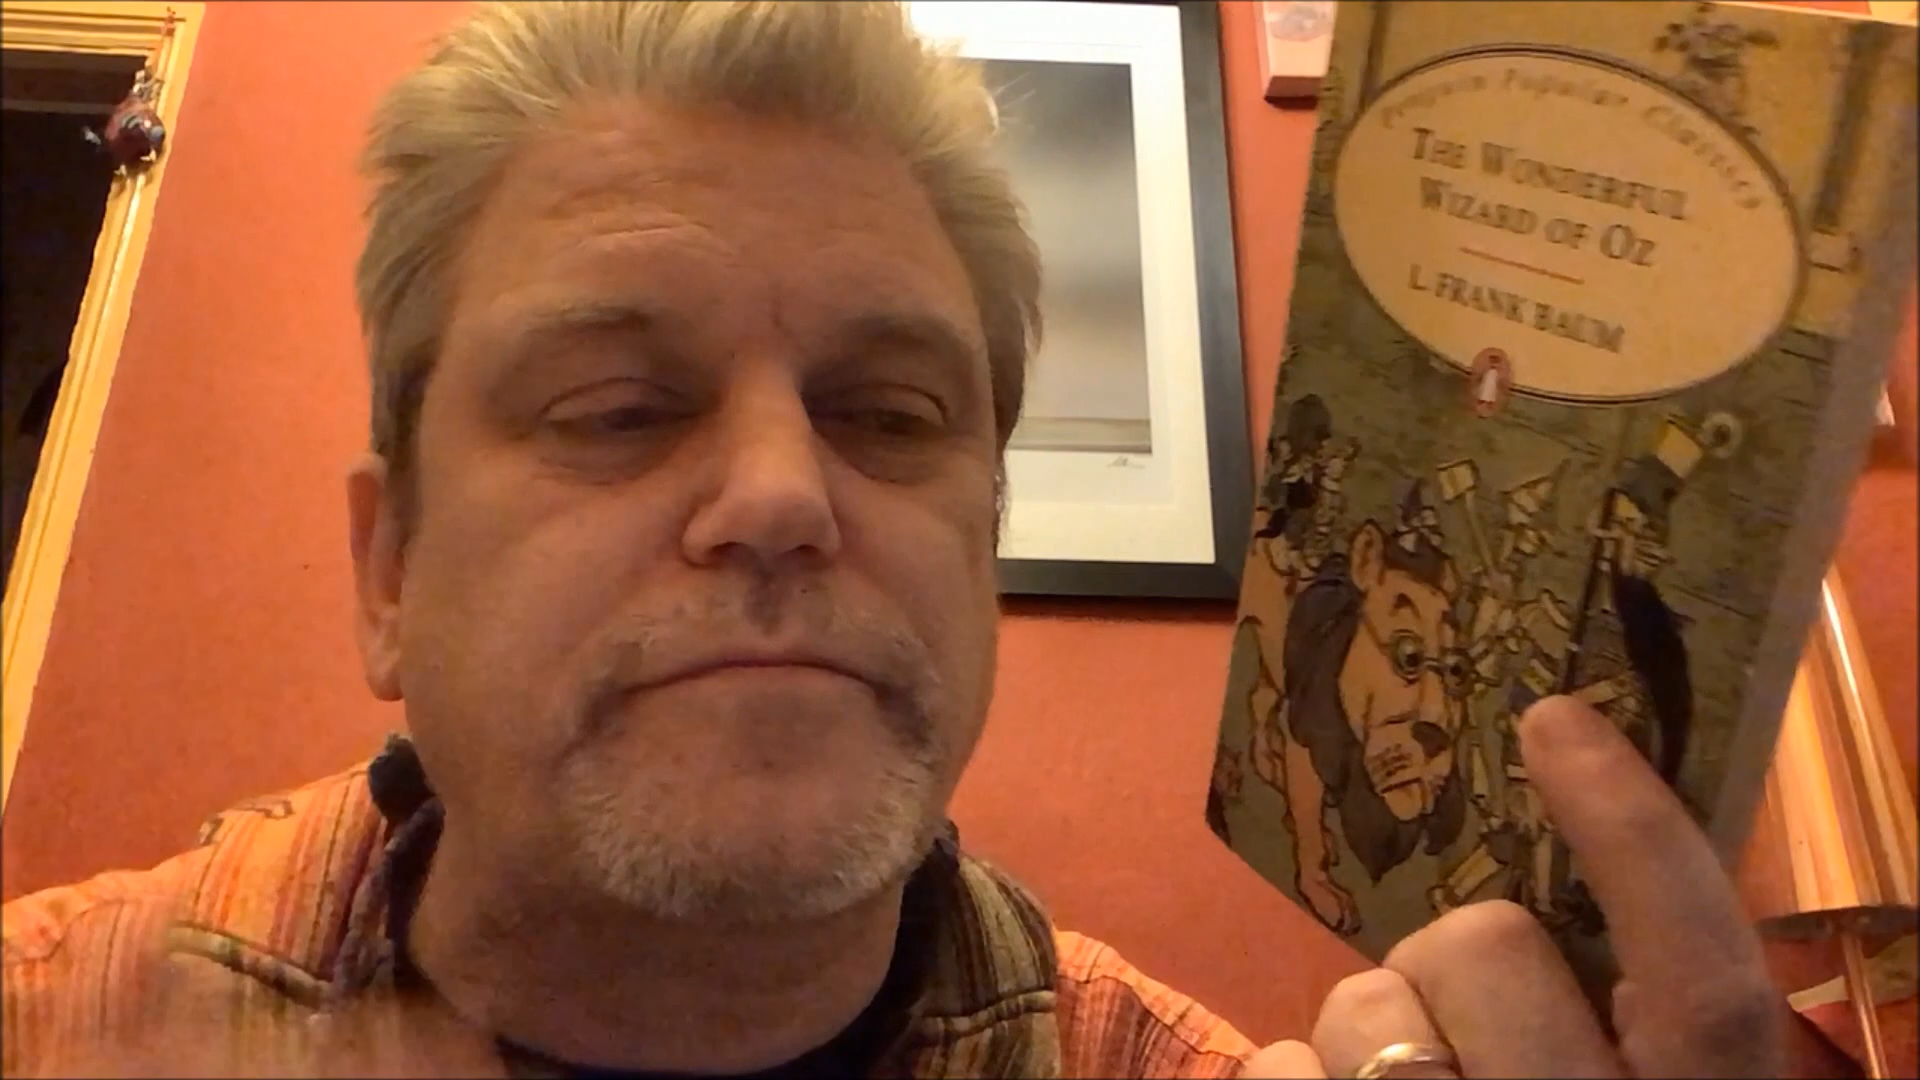 Penguin Popular Classics
THE WONDERFUL
WIZARD OF OZ
L. FRANK BAUM